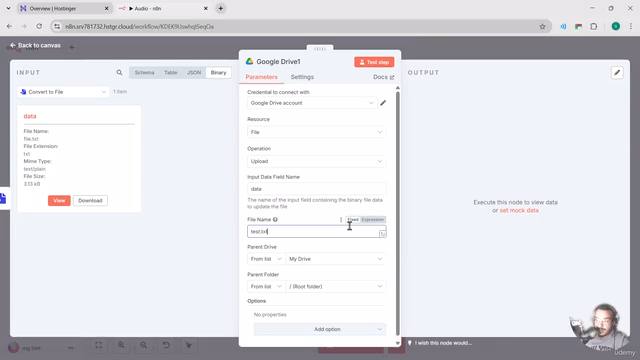 Overview | Hostinger
Audio - n8n
n8n.srv781732.hstgr.cloud/workflow/
Back to canvas
INPUT
Schema
Table
JSON
Binary
Convert to File
1 item
data
File Name:
file.txt
File Extension:
txt
Mime Type:
text/plain
File Size:
333 kB
View
Download
Google Drive1
Test step
Parameters
Settings
Docs
Credential to connect with
Google Drive account
Resource
File
Operation
Upload
Input Data Field Name
data
The name of the input field containing the binary file data to update the file
File Name
Fixed
Expression
test.txt
Parent Drive
From list
My Drive
Parent Folder
From list
/ (Root folder)
Options
No properties
Add option
OUTPUT
Execute this node to view data
or set mock data
I wish this node would...
Udemy